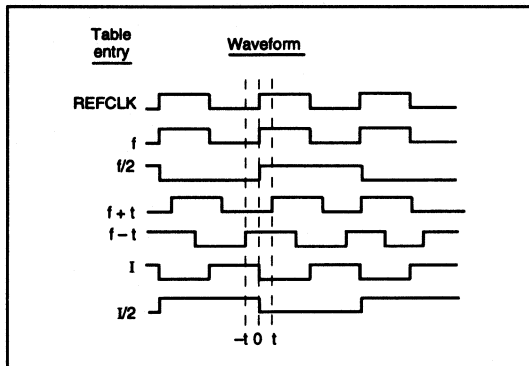 Table
entry
Waveform
REFCLK
f
f/2
f + t
f – t
I
I/2
–t 0 t